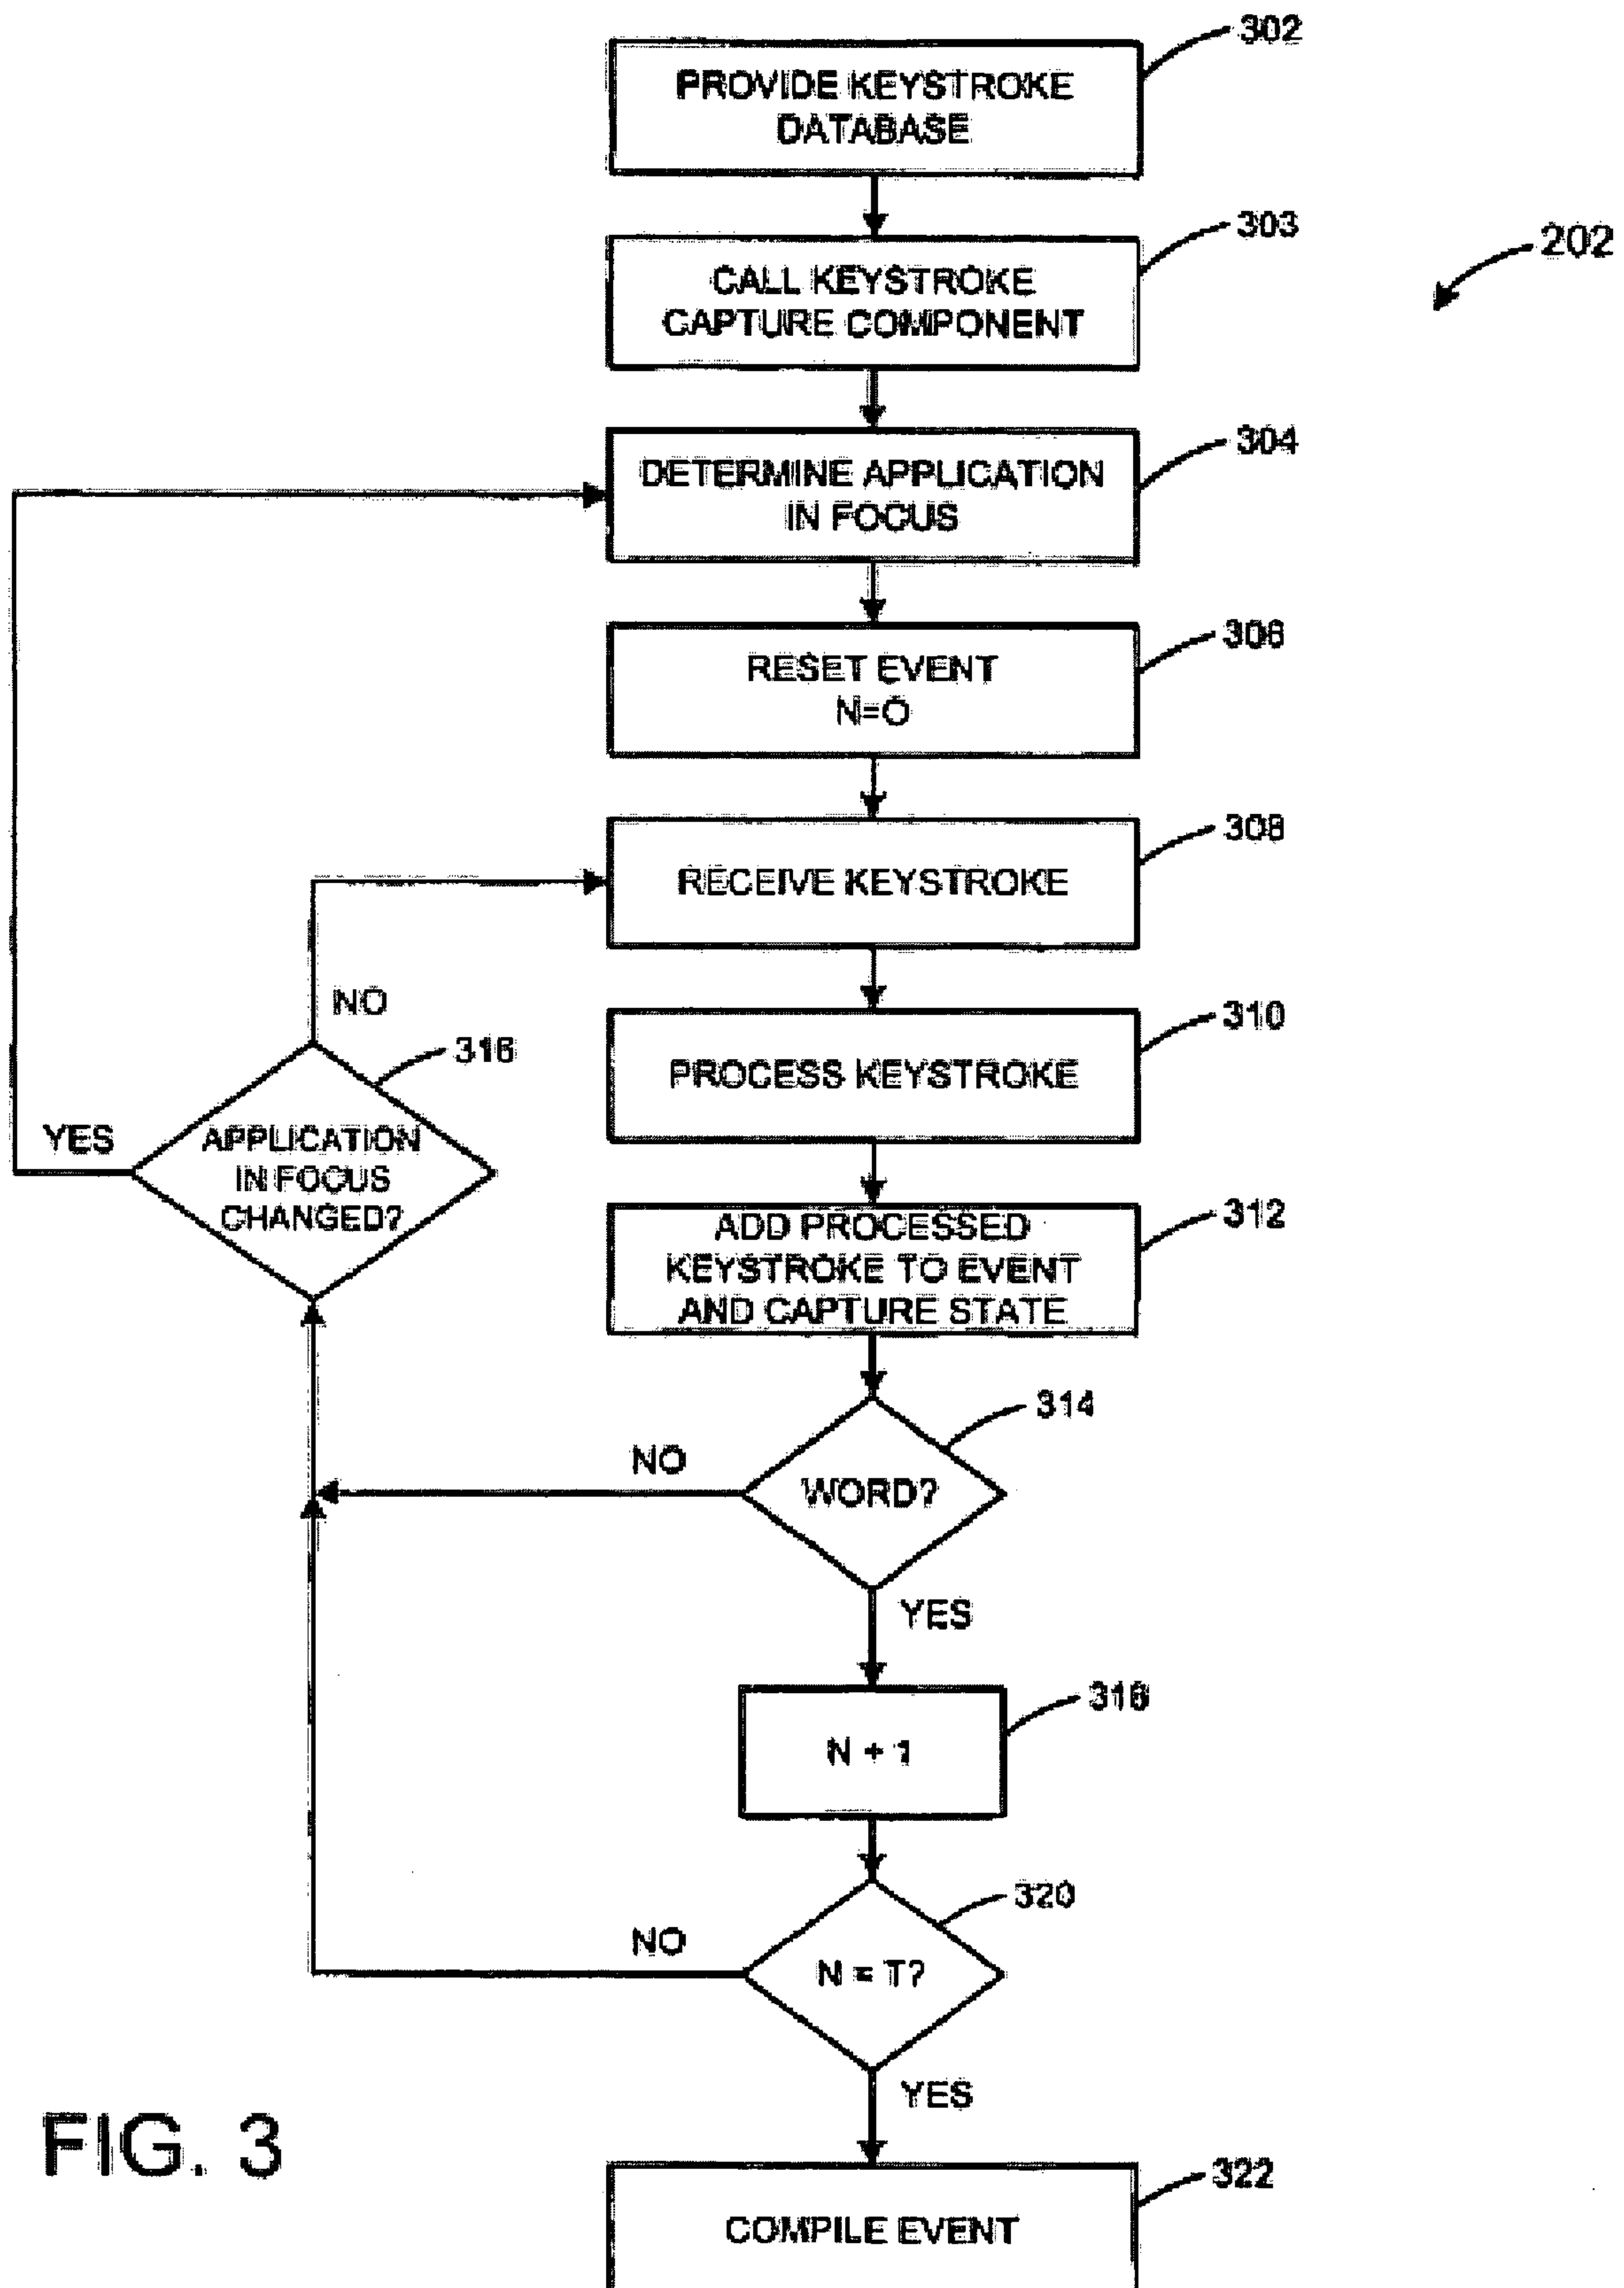 302
PROVIDE KEYSTROKE
DATABASE
303
CALL KEYSTROKE
CAPTURE COMPONENT
202
304
DETERMINE APPLICATION
IN FOCUS
306
RESET EVENT
N=O
308
RECEIVE KEYSTROKE
NO
310
PROCESS KEYSTROKE
316
YES
APPLICATION
IN FOCUS
CHANGED?
312
ADD PROCESSED
KEYSTROKE TO EVENT
AND CAPTURE STATE
314
NO
WORD?
YES
318
N + 1
320
NO
N = T?
YES
FIG. 3
322
COMPILE EVENT